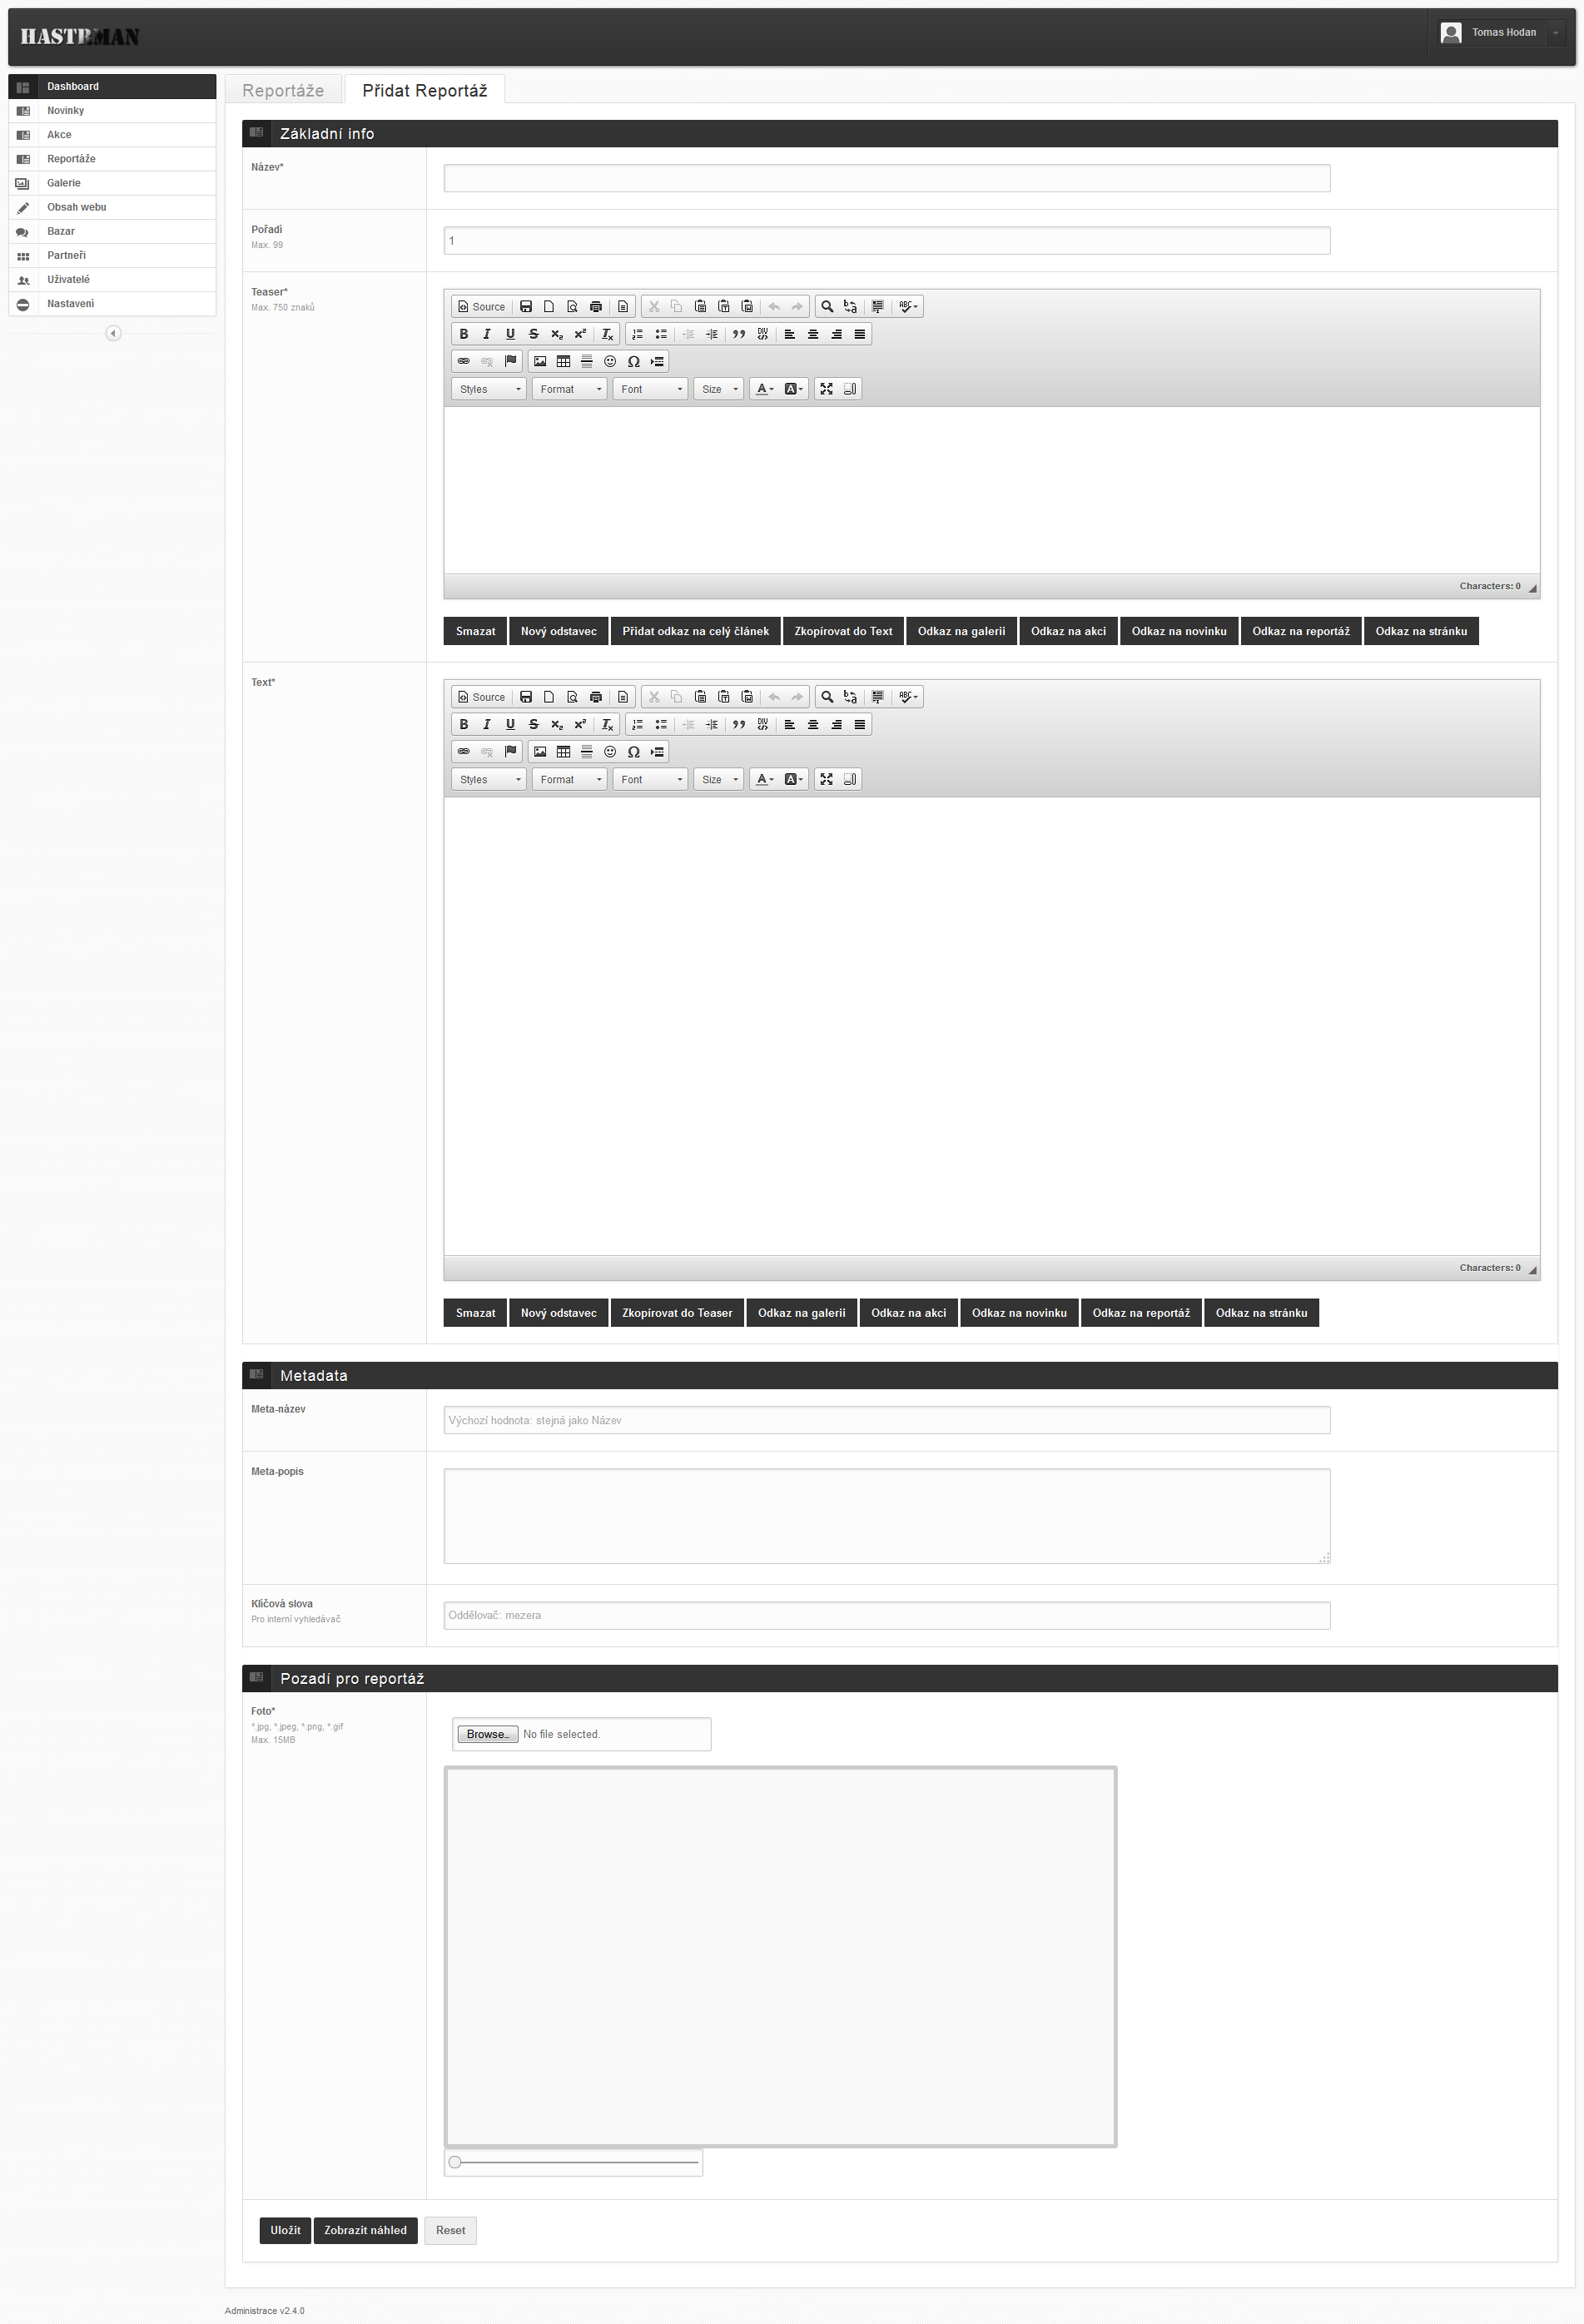 HASTRMAN
Tomas Hodan
Dashboard
Novinky
Akce
Reportáže
Galerie
Obsah webu
Bazar
Partneři
Uživatelé
Nastavení
Reportáže
Přidat Reportáž
Základní info
Název*
Pořadí
Max. 99
1
Teaser*
Max. 750 znaků
Source
Styles
Format
Font
Size
Characters: 0
Smazat
Nový odstavec
Přidat odkaz na celý článek
Zkopírovat do Text
Odkaz na galerii
Odkaz na akci
Odkaz na novinku
Odkaz na reportáž
Odkaz na stránku
Text*
Source
Styles
Format
Font
Size
Characters: 0
Smazat
Nový odstavec
Zkopírovat do Teaser
Odkaz na galerii
Odkaz na akci
Odkaz na novinku
Odkaz na reportáž
Odkaz na stránku
Metadata
Meta-název
Výchozí hodnota: stejná jako Název
Meta-popis
Klíčová slova
Pro interní vyhledávač
Oddělovač: mezera
Pozadí pro reportáž
Foto*
*.jpg, *.jpeg, *.png, *.gif
Max. 15MB
Browse… No file selected.
Uložit
Zobrazit náhled
Reset
Administrace v2.4.0